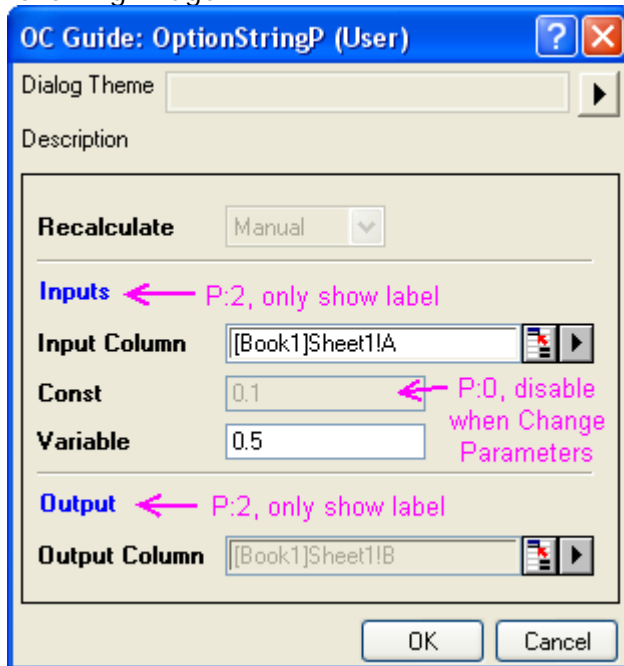 OC Guide: OptionStringP (User)
Dialog Theme
Description
Recalculate Manual
Inputs P:2, only show label
Input Column [Book1]Sheet1!A
Const 0.1 P:0, disable
when Change
Variable 0.5 Parameters
Output P:2, only show label
Output Column [Book1]Sheet1!B
OK Cancel